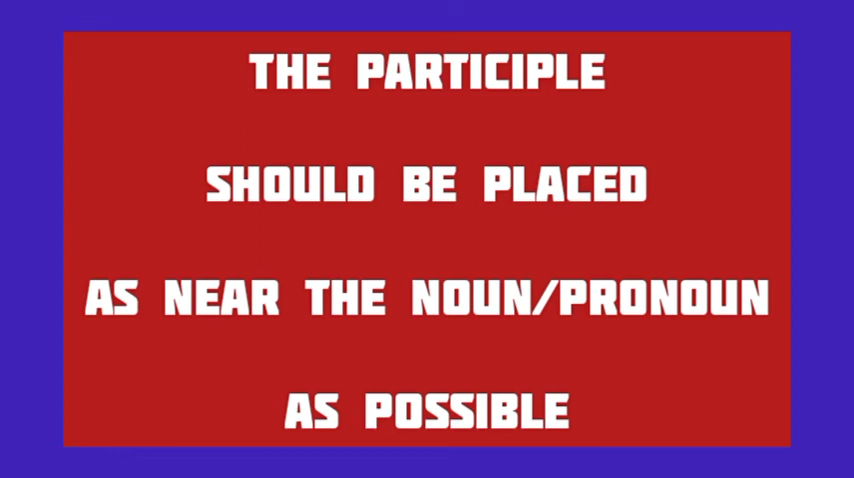 THE PARTICIPLE
SHOULD BE PLACED
AS NEAR THE NOUN/PRONOUN
AS POSSIBLE